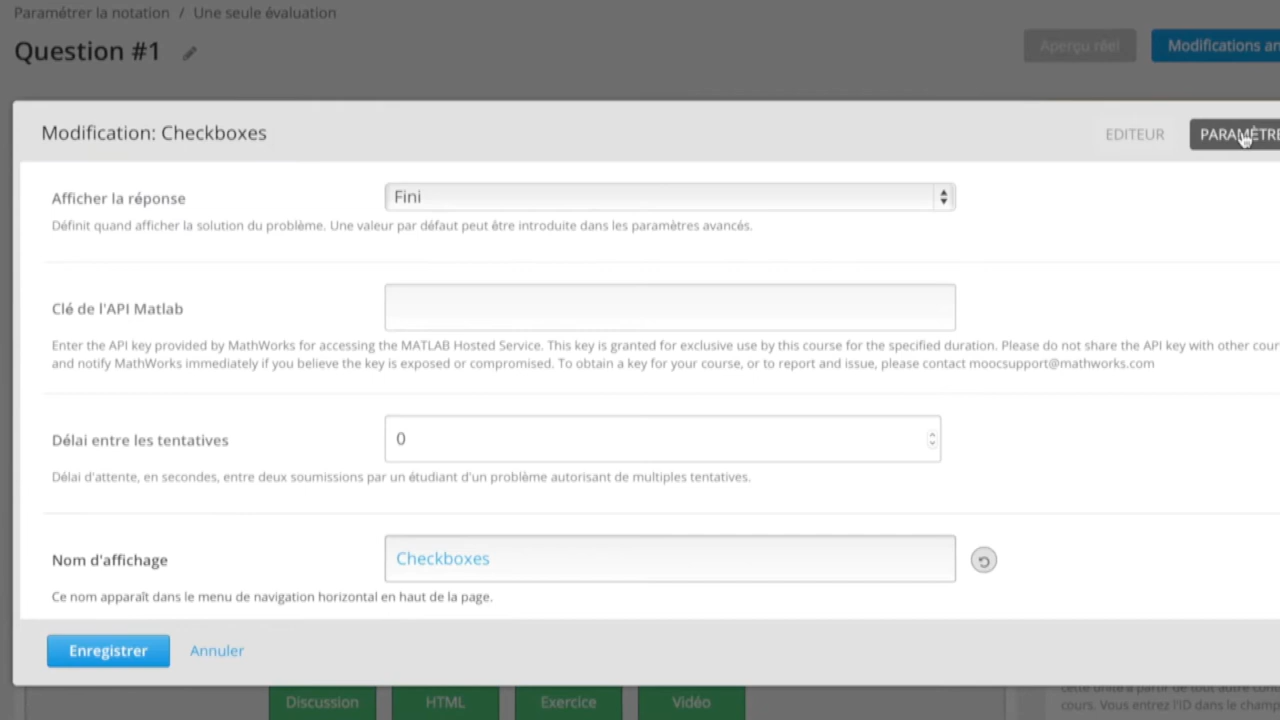 Paramétrer la notation / Une seule évaluation
Question #1
Aperçu réel
Modifications
Modification: Checkboxes
EDITEUR
PARAMÈTRE
Afficher la réponse
Fini
Définit quand afficher la solution du problème. Une valeur par défaut peut être introduite dans les paramètres avancés.
Clé de l'API Matlab
Enter the API key provided by MathWorks for accessing the MATLAB Hosted Service. This key is granted for exclusive use by this course for the specified duration. Please do not share the API key with other
and notify MathWorks immediately if you believe the key is exposed or compromised. To obtain a key for your course, or to report and issue, please contact moocsupport@mathworks.com
Délai entre les tentatives
0
Délai d'attente, en secondes, entre deux soumissions par un étudiant d'un problème autorisant de multiples tentatives.
Nom d'affichage
Checkboxes
Ce nom apparaît dans le menu de navigation horizontal en haut de la page.
Enregistrer
Annuler
Discussion
HTML
Exercice
Vidéo
cette unité à partir de tout autre
cours. Vous entrez l'ID dans le champ